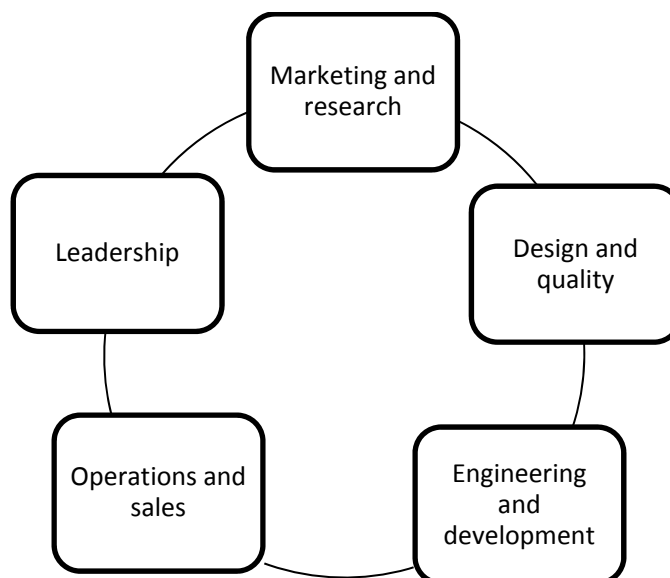 Marketing and
research
Design and
quality
Engineering
and
development
Operations and
sales
Leadership